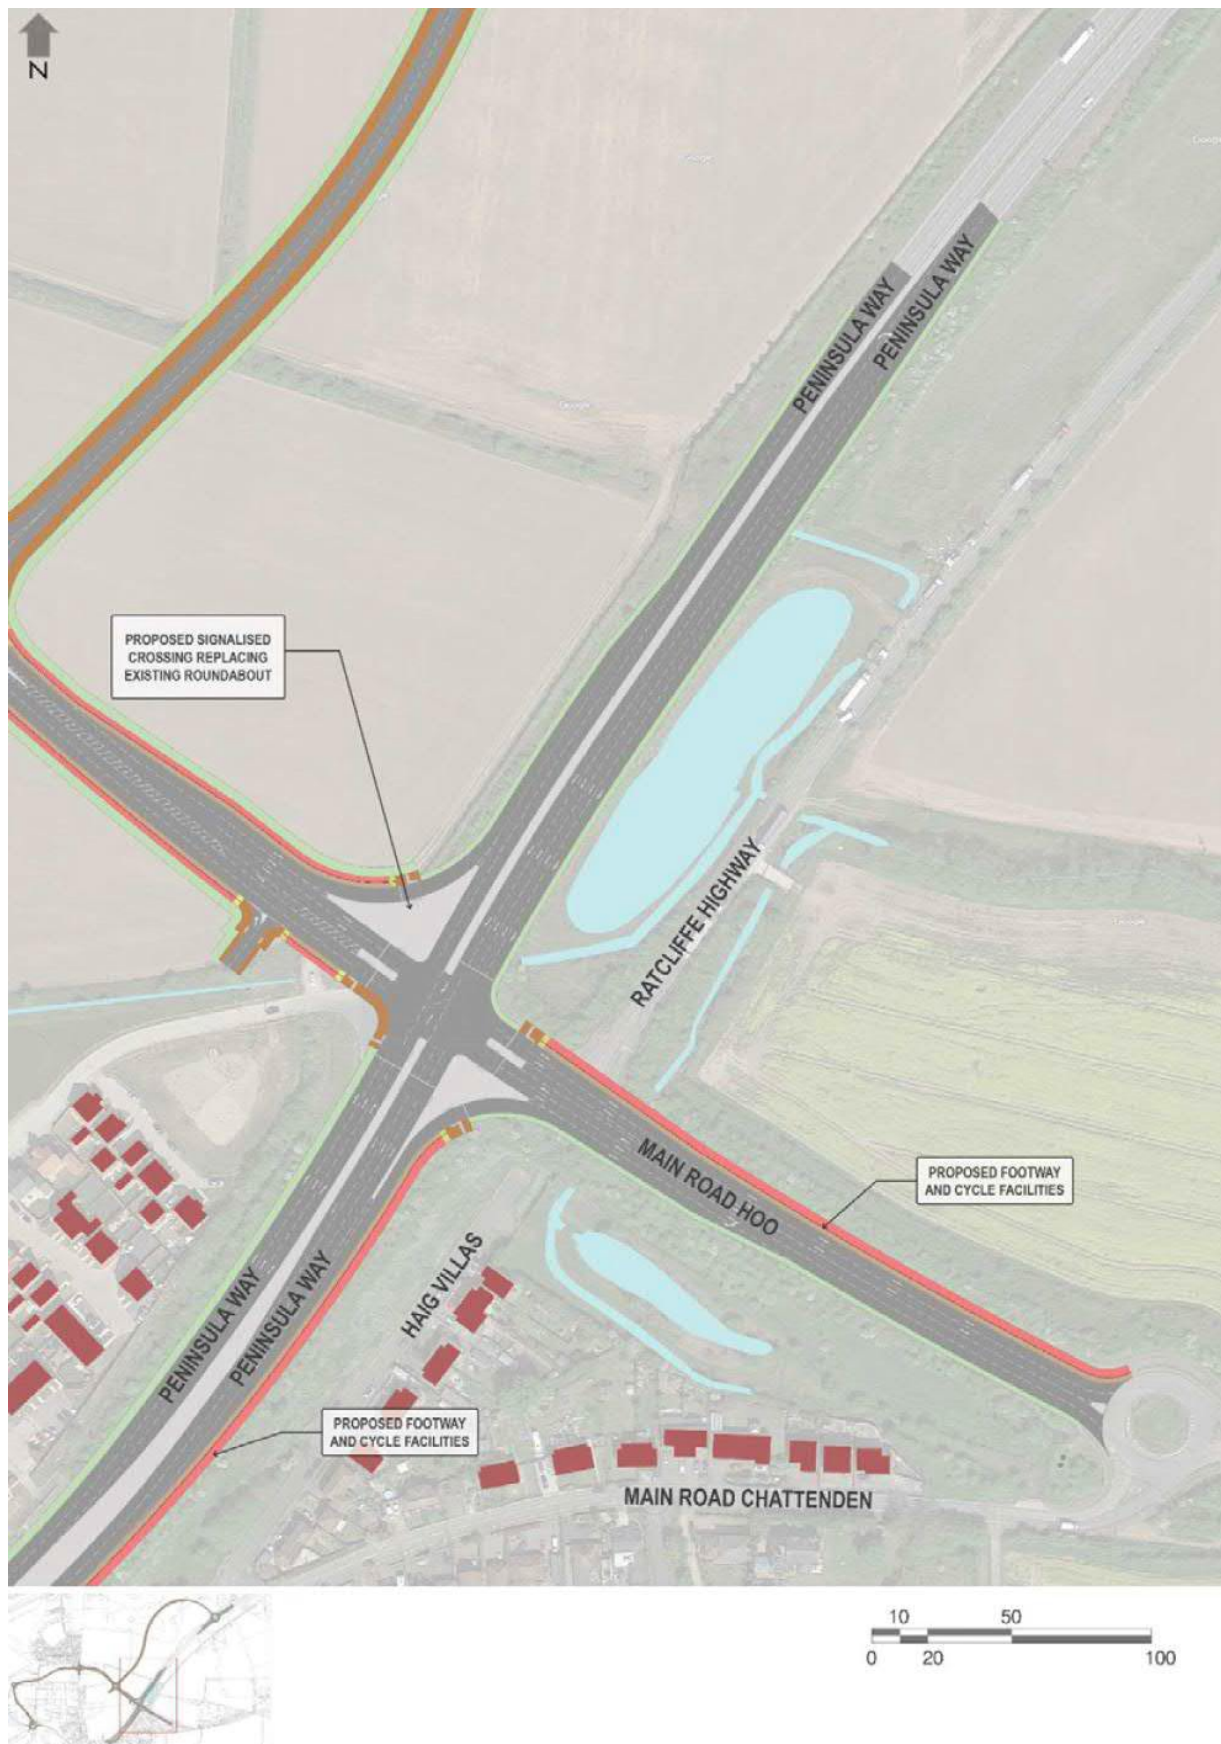 N
PENINSULA WAY
PENINSULA WAY
PROPOSED SIGNALISED
CROSSING REPLACING
EXISTING ROUNDABOUT
RATCLIFFE HIGHWAY
MAIN ROAD HOO
PROPOSED FOOTWAY
AND CYCLE FACILITIES
HAIG VILLAS
PENINSULA WAY
PENINSULA WAY
PROPOSED FOOTWAY
AND CYCLE FACILITIES
MAIN ROAD CHATTENDEN
10 50
0 20 100